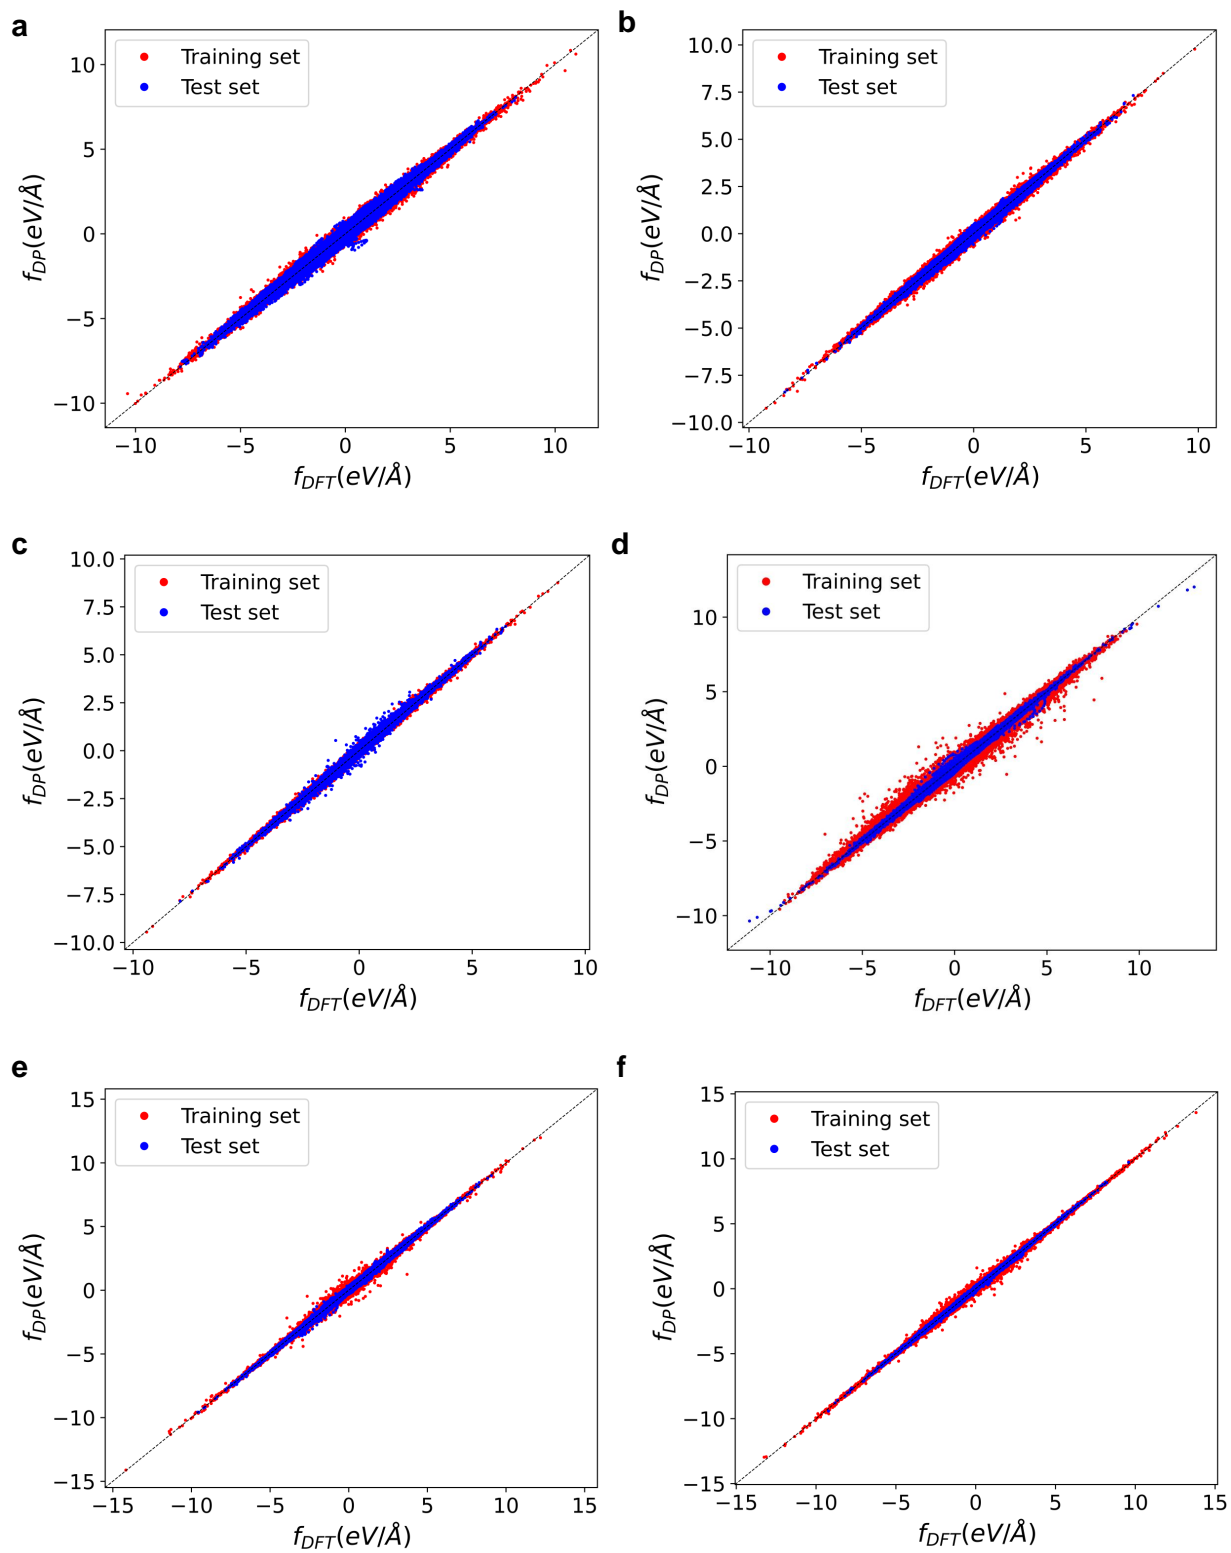 a
Training set
Test set
10
5
0
−5
−10
−10 −5 0 5 10
f_DP(eV/Å)
f_DFT(eV/Å)
b
Training set
Test set
10.0
7.5
5.0
2.5
0.0
−2.5
−5.0
−7.5
−10.0
−10 −5 0 5 10
f_DP(eV/Å)
f_DFT(eV/Å)
c
Training set
Test set
10.0
7.5
5.0
2.5
0.0
−2.5
−5.0
−7.5
−10.0
−10 −5 0 5 10
f_DP(eV/Å)
f_DFT(eV/Å)
d
Training set
Test set
10
5
0
−5
−10
−10 −5 0 5 10
f_DP(eV/Å)
f_DFT(eV/Å)
e
Training set
Test set
15
10
5
0
−5
−10
−15
−15 −10 −5 0 5 10 15
f_DP(eV/Å)
f_DFT(eV/Å)
f
Training set
Test set
15
10
5
0
−5
−10
−15
−15 −10 −5 0 5 10 15
f_DP(eV/Å)
f_DFT(eV/Å)